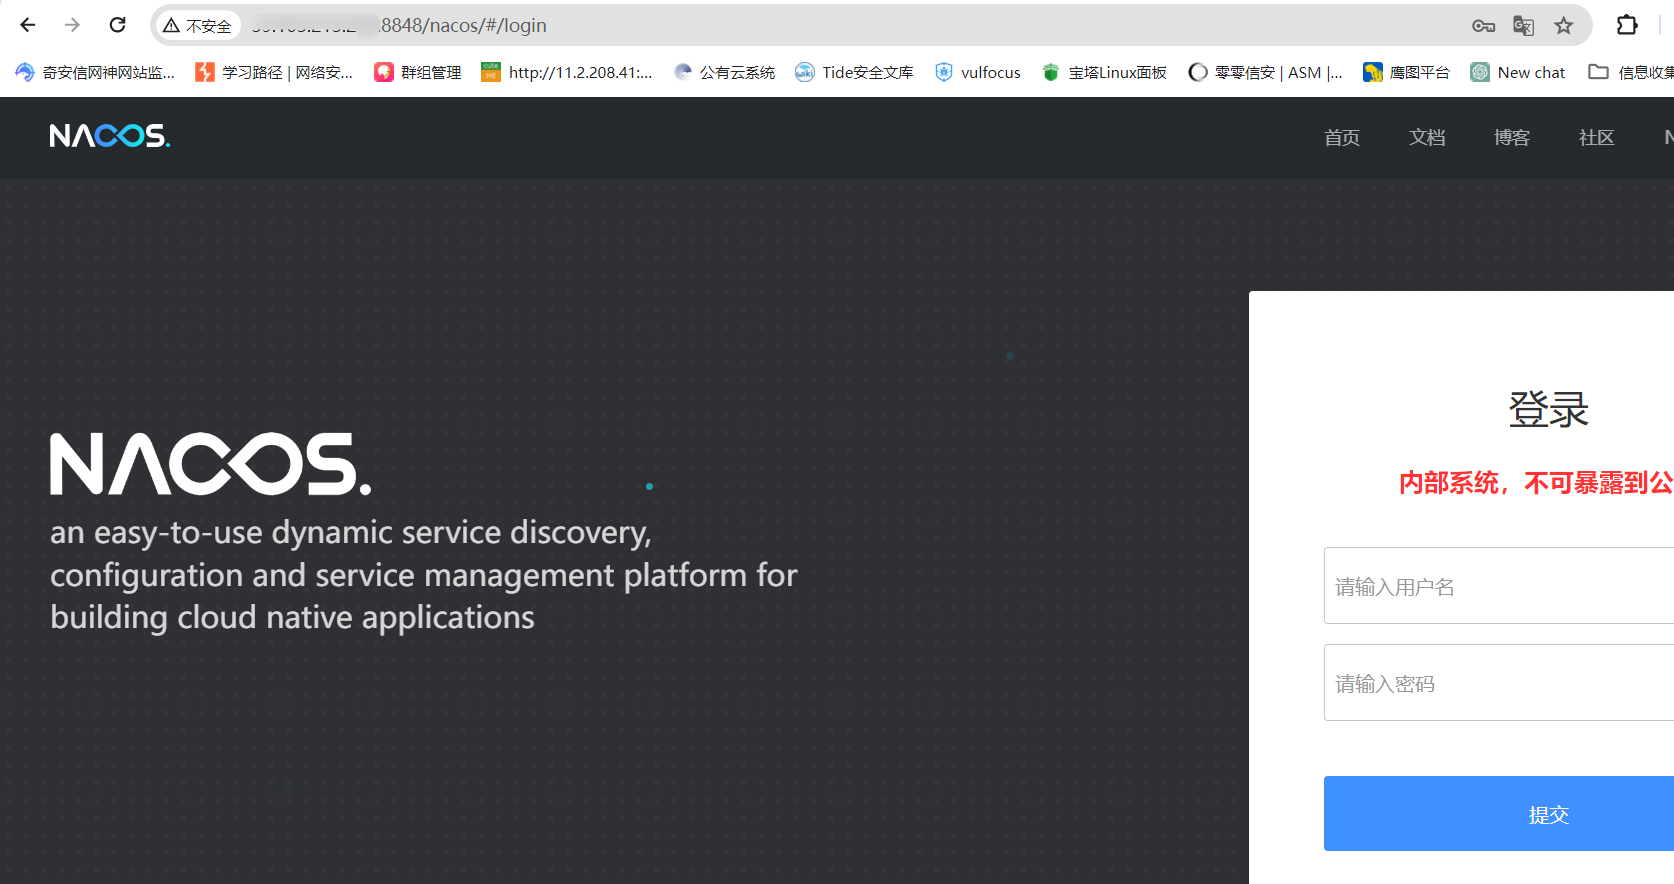 不安全 :8848/nacos/#/login
奇安信网神网站监... 学习路径 | 网络安... 群组管理 http://11.2.208.41:... 公有云系统 Tide安全文库 vulfocus 宝塔Linux面板 零零信安 | ASM |... 鹰图平台 New chat 信息收集
NACOS. 首页 文档 博客 社区 N
登录
内部系统，不可暴露到公
NACOS.
an easy-to-use dynamic service discovery,
configuration and service management platform for
building cloud native applications
请输入用户名
请输入密码
提交